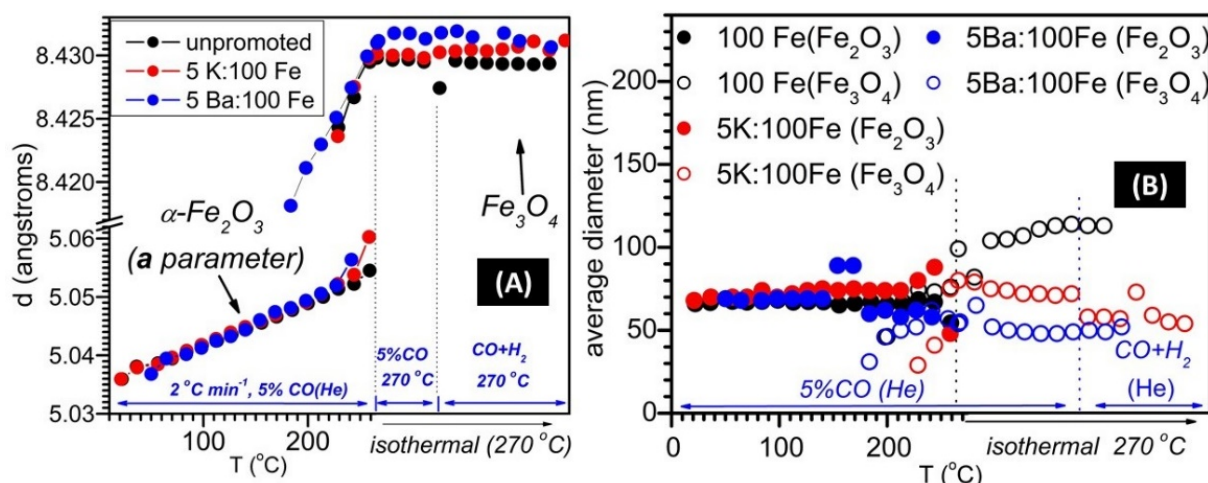 unpromoted
5 K:100 Fe
5 Ba:100 Fe
8.430
8.425
8.420
5.06
5.05
5.04
5.03
d (angstroms)
α-Fe₂O₃
(a parameter)
Fe₃O₄
(A)
2 °C min⁻¹, 5% CO(He)
5%CO
270 °C
CO+H₂
270 °C
100
200
isothermal (270 °C)
T (°C)
100 Fe(Fe₂O₃)
100 Fe(Fe₃O₄)
5K:100Fe (Fe₂O₃)
5K:100Fe (Fe₃O₄)
5Ba:100Fe (Fe₂O₃)
5Ba:100Fe (Fe₃O₄)
(B)
200
150
100
50
0
average diameter (nm)
5%CO (He)
CO+H₂
(He)
0
100
200
isothermal 270 °C
T (°C)